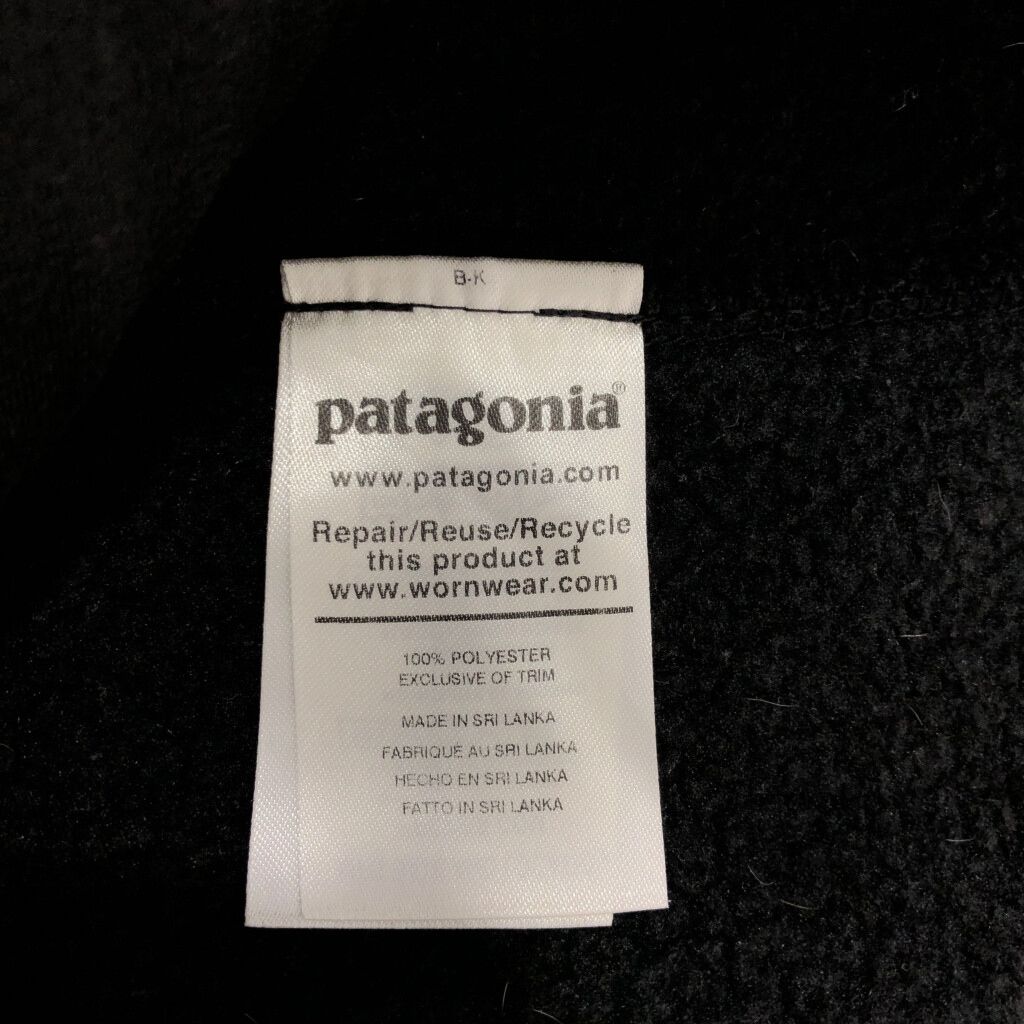 B-K
patagonia®
www.patagonia.com
Repair/Reuse/Recycle
this product at
www.wornwear.com
100% POLYESTER
EXCLUSIVE OF TRIM
MADE IN SRI LANKA
FABRIQUE AU SRI LANKA
HECHO EN SRI LANKA
FATTO IN SRI LANKA